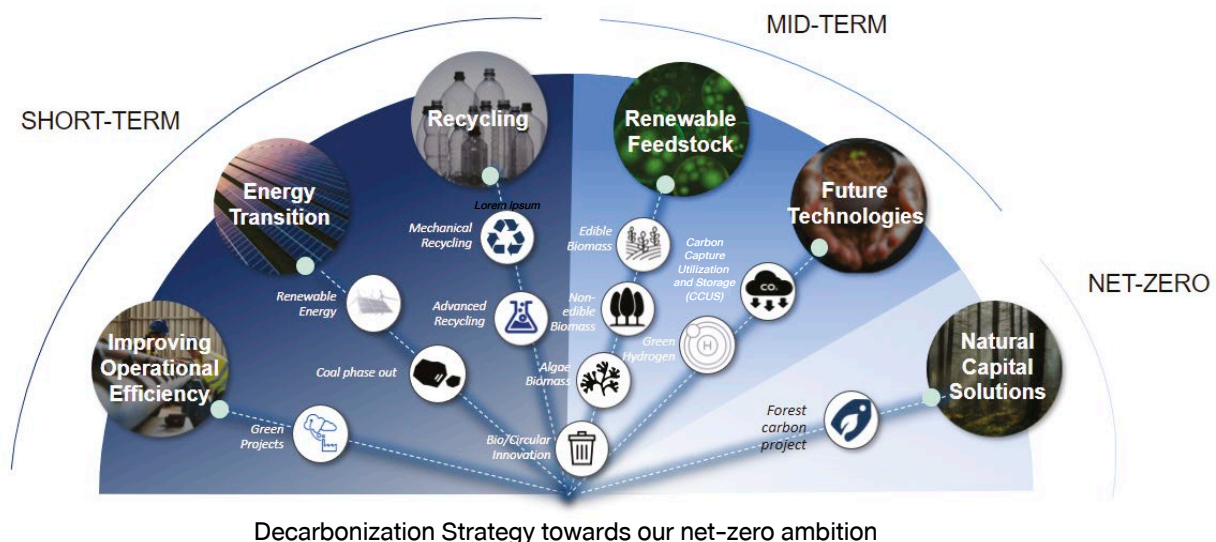 MID-TERM
SHORT-TERM
NET-ZERO
Improving
Operational
Efficiency
Green
Projects
Energy
Transition
Renewable
Energy
Coal phase out
Recycling
Lorem Ipsum
Mechanical
Recycling
Advanced
Recycling
Renewable
Feedstock
Edible
Biomass
Non-
edible
Biomass
Algae
Biomass
Bio/Circular
Innovation
Future
Technologies
Carbon
Capture
Utilization
and Storage
(CCUS)
CO₂
Green
Hydrogen
H
Natural
Capital
Solutions
Forest
carbon
project
Decarbonization Strategy towards our net-zero ambition